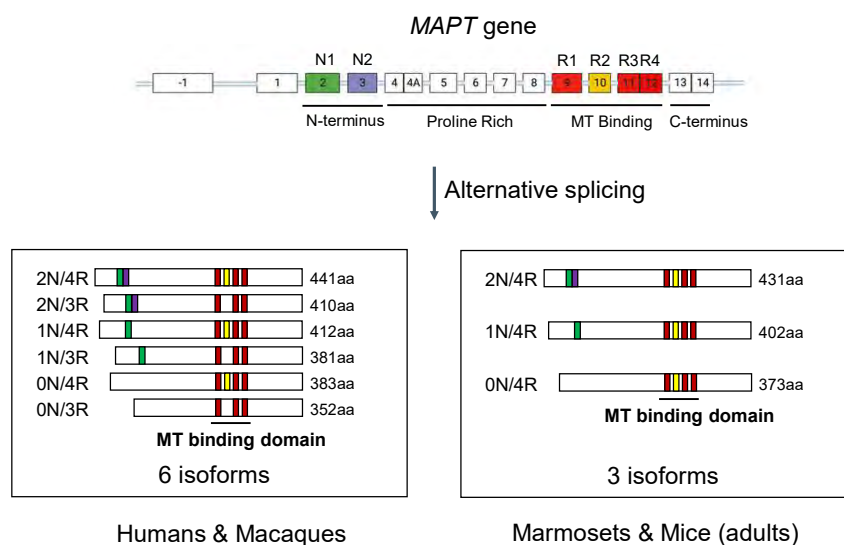 MAPT gene
N1 N2 R1 R2 R3 R4
-1 1 2 3 4 4A 5 6 7 8 9 10 11 12 13 14
N-terminus Proline Rich MT Binding C-terminus
Alternative splicing
2N/4R 441aa
2N/3R 410aa
1N/4R 412aa
1N/3R 381aa
0N/4R 383aa
0N/3R 352aa
MT binding domain
6 isoforms
Humans & Macaques
2N/4R 431aa
1N/4R 402aa
0N/4R 373aa
MT binding domain
3 isoforms
Marmosets & Mice (adults)